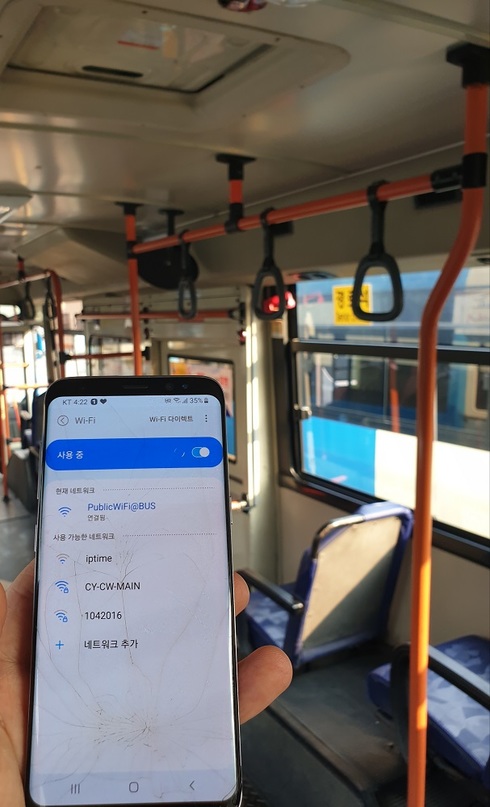 KT 4:22 35%
Wi-Fi Wi-Fi 다이렉트
사용 중
현재 네트워크
PublicWiFi@BUS
연결됨
사용 가능한 네트워크
iptime
CY-CW-MAIN
1042016
네트워크 추가